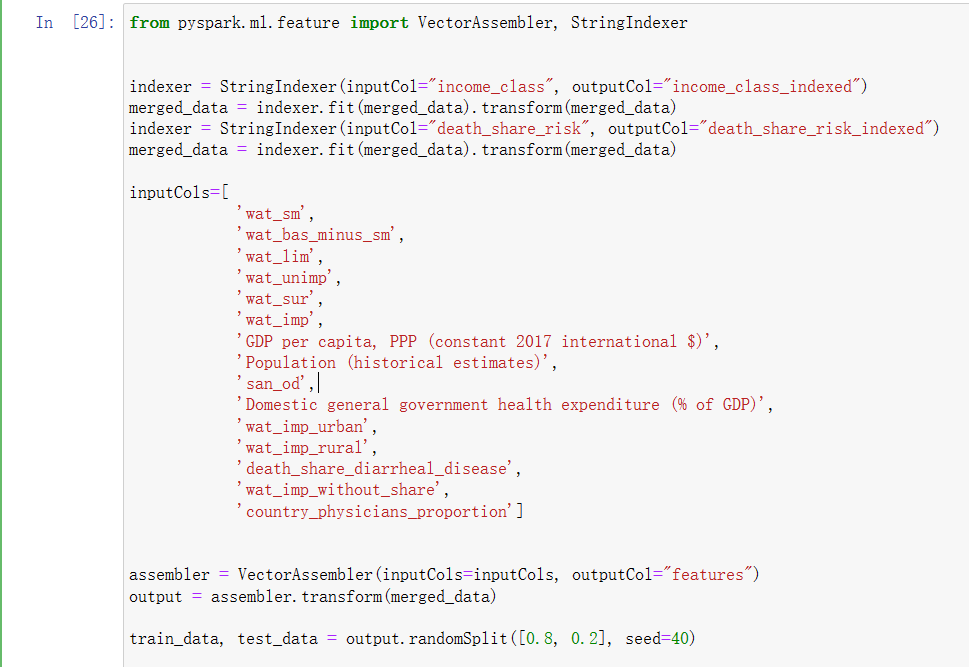 In [26]: from pyspark.ml.feature import VectorAssembler, StringIndexer
indexer = StringIndexer(inputCol="income_class", outputCol="income_class_indexed")
merged_data = indexer.fit(merged_data).transform(merged_data)
indexer = StringIndexer(inputCol="death_share_risk", outputCol="death_share_risk_indexed")
merged_data = indexer.fit(merged_data).transform(merged_data)
inputCols=[
'wat_sm',
'wat_bas_minus_sm',
'wat_lim',
'wat_unimp',
'wat_sur',
'wat_imp',
'GDP per capita, PPP (constant 2017 international $)',
'Population (historical estimates)',
'san_od',
'Domestic general government health expenditure (% of GDP)',
'wat_imp_urban',
'wat_imp_rural',
'death_share_diarrheal_disease',
'wat_imp_without_share',
'country_physicians_proportion']
assembler = VectorAssembler(inputCols=inputCols, outputCol="features")
output = assembler.transform(merged_data)
train_data, test_data = output.randomSplit([0.8, 0.2], seed=40)